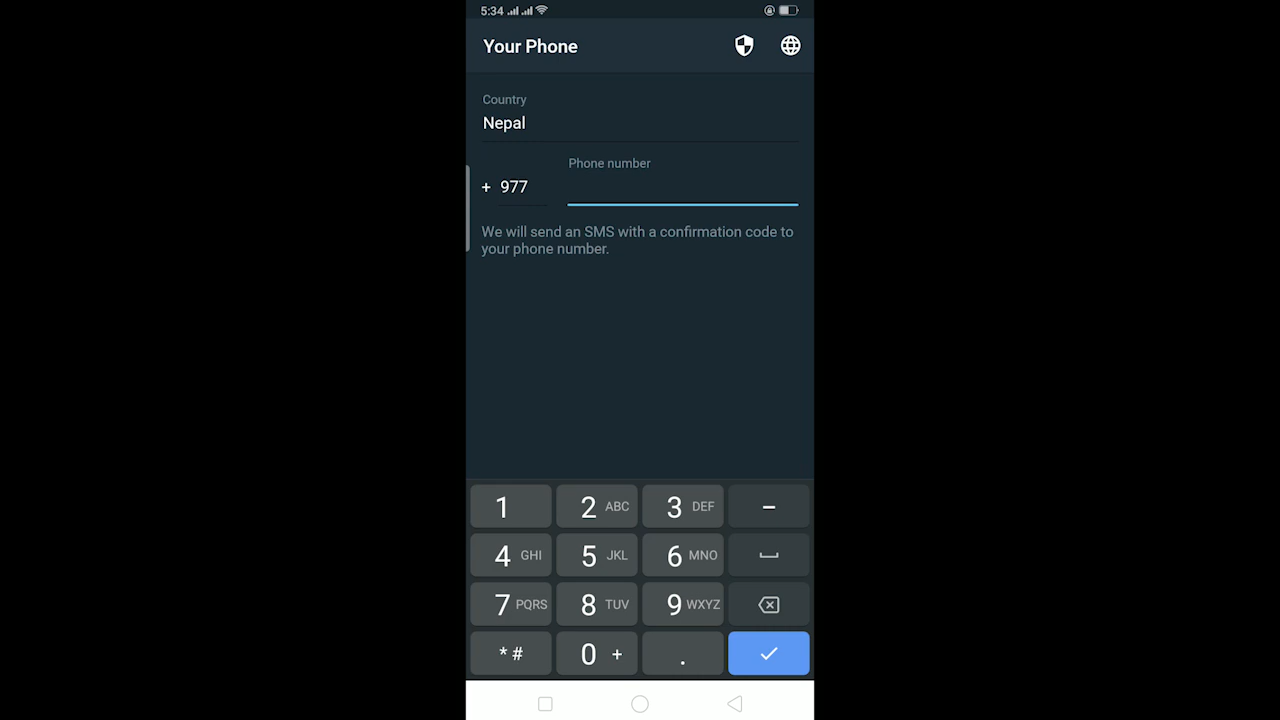 5:34
Your Phone
Country
Nepal
Phone number
+ 977
We will send an SMS with a confirmation code to
your phone number.
1 2 ABC 3 DEF –
4 GHI 5 JKL 6 MNO
7 PQRS 8 TUV 9 WXYZ
* # 0 + .